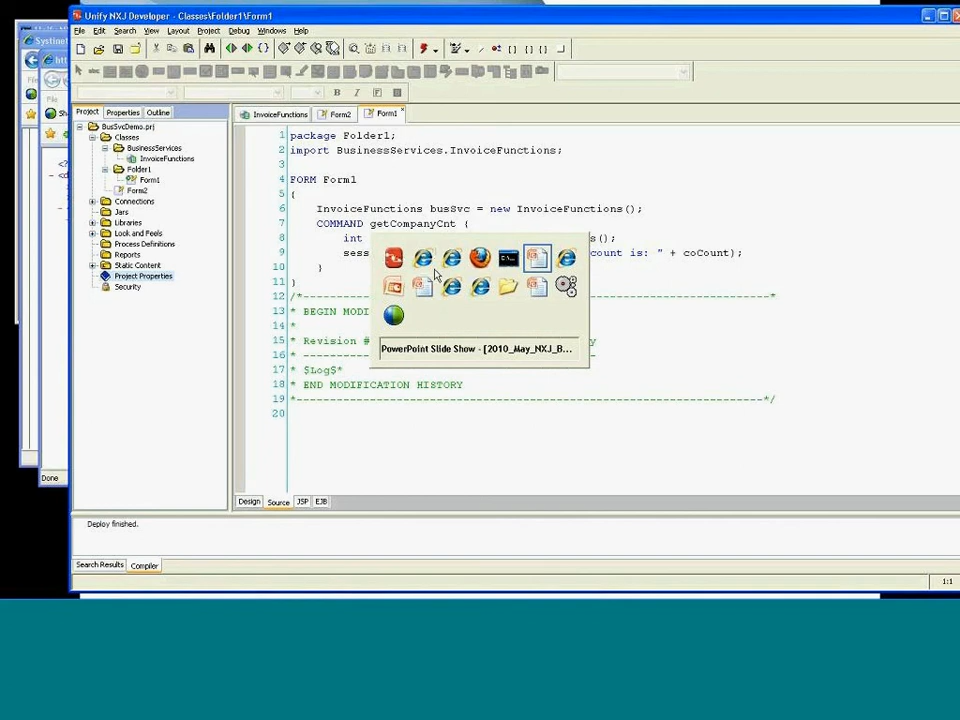 Unify NXJ Developer - Classes\Folder1\Form1
File Edit Search View Layout Project Debug Windows Help
Project Properties Outline
InvoiceFunctions Form2 Form1
BusSvcDemo.prj
Classes
BusinessServices
InvoiceFunctions
Folder1
Form1
Form2
Connections
Jars
Libraries
Look and Feels
Process Definitions
Reports
Static Content
Project Properties
Security
1 package Folder1;
2 import BusinessServices.InvoiceFunctions;
3
4 FORM Form1
5 {
6 InvoiceFunctions busSvc = new InvoiceFunctions();
7 COMMAND getCompanyCnt {
8 int s();
9 sess count is: " + coCount);
10 }
11 }
12 /*-----------------------------------------------------------------*
13 * BEGIN MODI
14 *
15 * Revision # y
16 * ------------------------------------------
17 * $Log$*
18 * END MODIFICATION HISTORY
19 *-----------------------------------------------------------------*/
20
PowerPoint Slide Show - [2010_May_NXJ_B...
Design Source JSP EJB
Done
Deploy finished.
Search Results Compiler
1:1